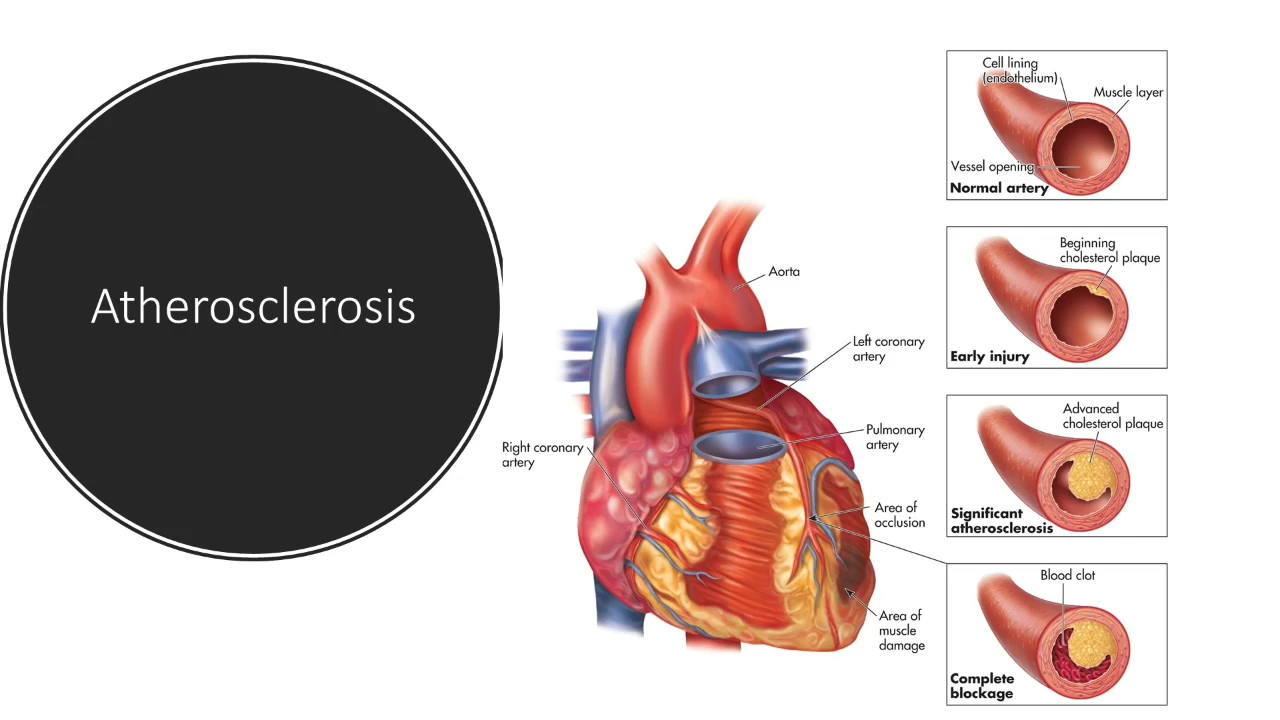 Atherosclerosis
Aorta
Left coronary
artery
Pulmonary
artery
Right coronary
artery
Area of
occlusion
Area of
muscle
damage
Cell lining
(endothelium)
Muscle layer
Vessel opening
Normal artery
Beginning
cholesterol plaque
Early injury
Advanced
cholesterol plaque
Significant
atherosclerosis
Blood clot
Complete
blockage